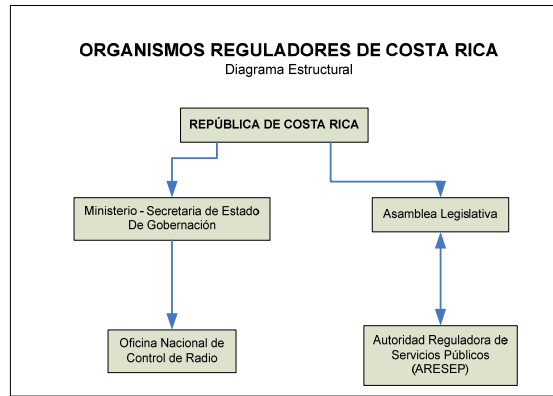 ORGANISMOS REGULADORES DE COSTA RICA
Diagrama Estructural
REPÚBLICA DE COSTA RICA
Ministerio - Secretaria de Estado
De Gobernación
Asamblea Legislativa
Oficina Nacional de
Control de Radio
Autoridad Reguladora de
Servicios Públicos
(ARESEP)